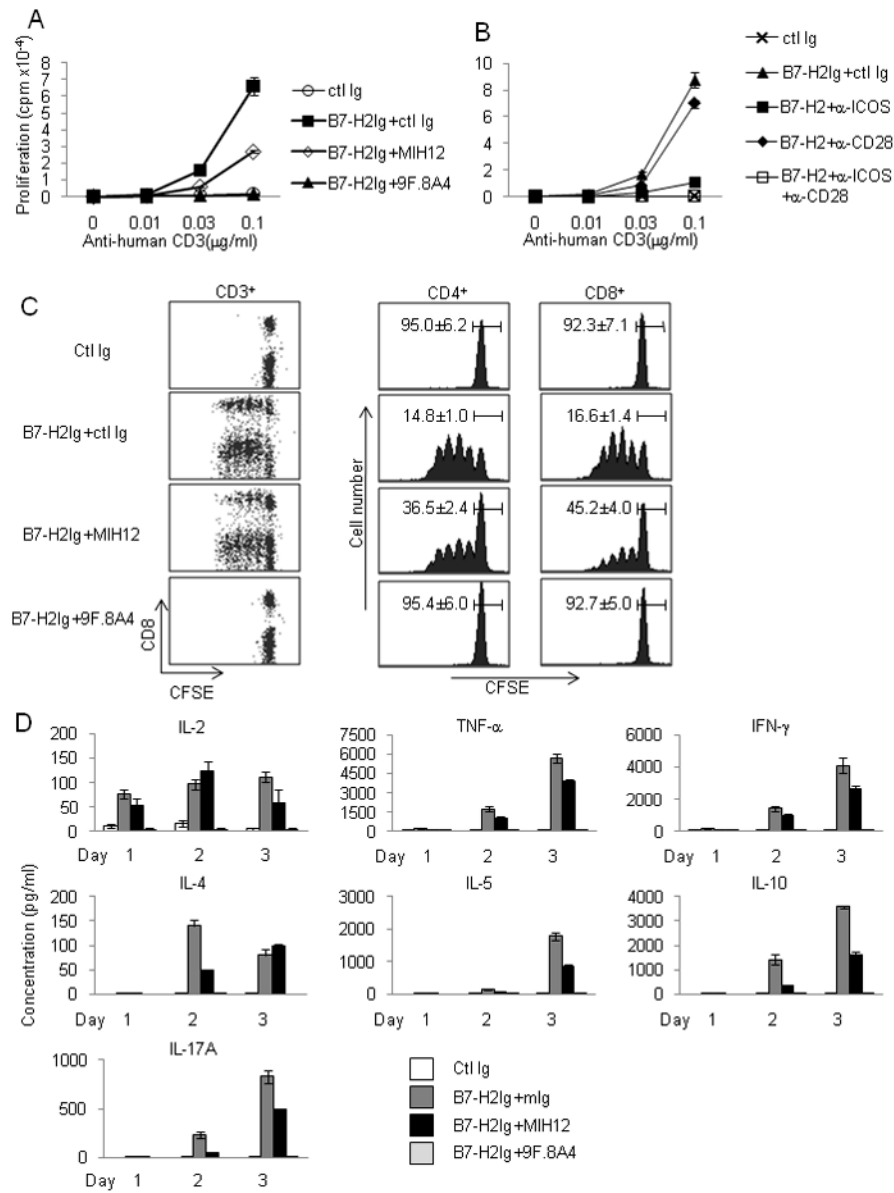 A
Proliferation (cpm x10-4)
8
7
6
5
4
3
2
1
0
0 0.01 0.03 0.1
Anti-human CD3(μg/ml)
ctl Ig
B7-H2Ig+ctl Ig
B7-H2Ig+MIH12
B7-H2Ig+9F.8A4
B
10
8
6
4
2
0
0 0.01 0.03 0.1
Anti-human CD3(μg/ml)
ctl Ig
B7-H2Ig+ctl Ig
B7-H2+α-ICOS
B7-H2+α-CD28
B7-H2+α-ICOS
+α-CD28
C
CD3+ CD4+ CD8+
Ctl Ig
95.0±6.2 92.3±7.1
B7-H2Ig+ctl Ig
14.8±1.0 16.6±1.4
B7-H2Ig+MIH12
36.5±2.4 45.2±4.0
B7-H2Ig+9F.8A4
95.4±6.0 92.7±5.0
CD8
CFSE
Cell number
CFSE
D
Concentration (pg/ml)
IL-2
200
150
100
50
0
Day 1 2 3
TNF-α
7500
6000
4500
3000
1500
0
1 2 3
IFN-γ
6000
4000
2000
0
1 2 3
IL-4
200
150
100
50
0
Day 1 2 3
IL-5
3000
2000
1000
0
1 2 3
IL-10
4000
3000
2000
1000
0
1 2 3
IL-17A
1000
500
0
Day 1 2 3
Ctl Ig
B7-H2Ig+mIg
B7-H2Ig+MIH12
B7-H2Ig+9F.8A4